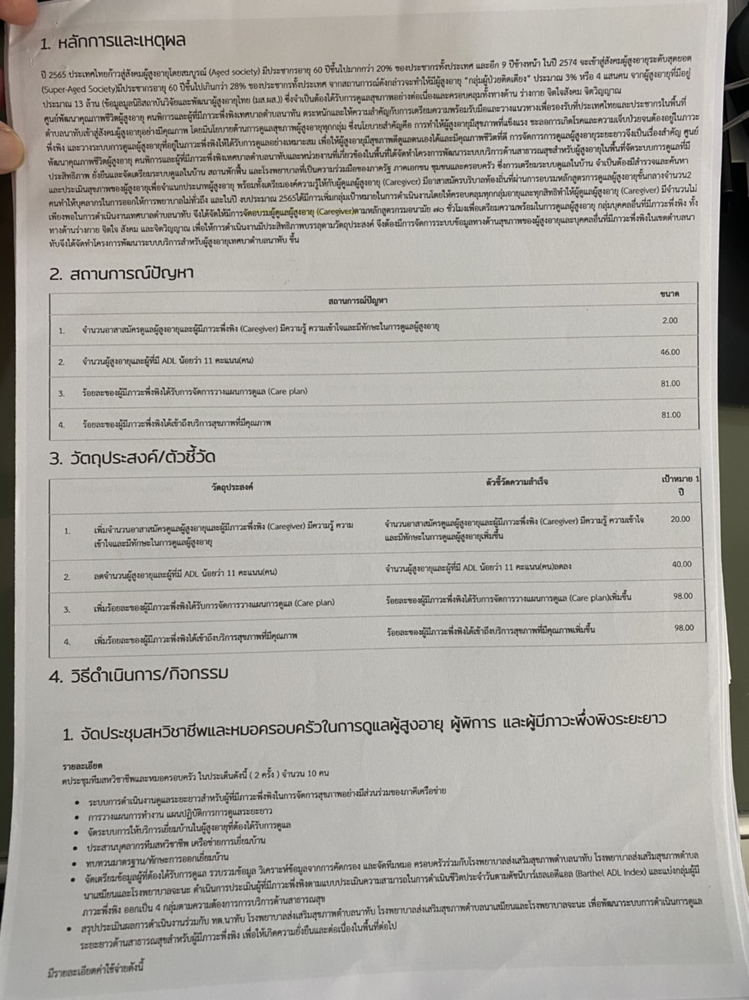 1. หลักการและเหตุผล
ปี 2565 ประเทศไทยก้าวสู่สังคมผู้สูงอายุโดยสมบูรณ์ (Aged society) มีประชากรอายุ 60 ปีขึ้นไปมากกว่า 20% ของประชากรทั้งประเทศ และอีก 9 ปีข้างหน้า ในปี 2574 จะเข้าสู่สังคมผู้สูงอายุระดับสุดยอด
(Super-Aged Society)มีประชากรอายุ 60 ปีขึ้นไปเกินกว่า 28% ของประชากรทั้งประเทศ จากสถานการณ์ดังกล่าวจะทำให้มีผู้สูงอายุ "กลุ่มผู้ป่วยติดเตียง" ประมาณ 3% หรือ 4 แสนคน จากผู้สูงอายุที่มีอยู่
ประมาณ 13 ล้าน (ข้อมูลมูลนิธิสถาบันวิจัยและพัฒนาผู้สูงอายุไทย (มส.ผส.)) ซึ่งจำเป็นต้องได้รับการดูแลสุขภาพอย่างต่อเนื่องและครอบคลุมทั้งทางด้าน ร่างกาย จิตใจสังคม จิตวิญญาณ
ศูนย์พัฒนาคุณภาพชีวิตผู้สูงอายุ คนพิการและผู้ที่มีภาวะพึ่งพิงเทศบาลตำบลนาทับ ตระหนักและให้ความสำคัญกับการเตรียมความพร้อมรับมือและวางแนวทางเพื่อรองรับที่ประเทศไทยและประชากรในพื้นที่
ตำบลนาทับเข้าสู่สังคมผู้สูงอายุอย่างมีคุณภาพ โดยมีนโยบายด้านการดูแลสุขภาพผู้สูงอายุทุกกลุ่ม ซึ่งนโยบายสำคัญคือ การทำให้ผู้สูงอายุมีสุขภาพที่แข็งแรง ชะลอการเกิดโรคและความเจ็บป่วยจนต้องอยู่ในภาวะ
พึ่งพิง และวางระบบการดูแลผู้สูงอายุที่อยู่ในภาวะพึ่งพิงให้ได้รับการดูแลอย่างเหมาะสม เพื่อให้ผู้สูงอายุมีสุขภาพดีดูแลตนเองได้และมีคุณภาพชีวิตที่ดี การจัดการการดูแลผู้สูงอายุระยะยาวจึงเป็นเรื่องสำคัญ ศูนย์
พัฒนาคุณภาพชีวิตผู้สูงอายุ คนพิการและผู้ที่มีภาวะพึ่งพิงเทศบาลตำบลนาทับและหน่วยงานที่เกี่ยวข้องในพื้นที่ได้จัดทำโครงการพัฒนาระบบบริการด้านสาธารณสุขสำหรับผู้สูงอายุในพื้นที่จัดระบบการดูแลที่มี
ประสิทธิภาพ ยั่งยืนและจัดเตรียมระบบดูแลในบ้าน สถานพักฟื้น และโรงพยาบาลที่เป็นความร่วมมือของภาครัฐ ภาคเอกชน ชุมชนและครอบครัว ซึ่งการเตรียมระบบดูแลในบ้าน จำเป็นต้องมีสำรวจและค้นหา
และประเมินสุขภาพของผู้สูงอายุเพื่อจำแนกประเภทผู้สูงอายุ พร้อมทั้งเตรียมองค์ความรู้ให้กับผู้ดูแลผู้สูงอายุ (Caregiver) มีอาสาสมัครบริบาลท้องถิ่นที่ผ่านการอบรมหลักสูตรการดูแลผู้สูงอายุขั้นกลางจำนวน2
คนทำให้บุคลากรในการออกให้การพยาบาลไม่ทั่วถึง และในปี งบประมาณ 2565ได้มีการเพิ่มกลุ่มเป้าหมายในการดำเนินงานโดยให้ครอบคลุมทุกกลุ่มอายุและทุกสิทธิทำให้ผู้ดูแลผู้สูงอายุ (Caregiver) มีจำนวนไม่
เพียงพอในการดำเนินงานเทศบาลตำบลนาทับ จึงได้จัดให้มีการจัดอบรมผู้ดูแลผู้สูงอายุ (Caregiver)ตามหลักสูตรกรมอนามัย ๗๐ ชั่วโมงเพื่อเตรียมความพร้อมในการดูแลผู้สูงอายุ กลุ่มบุคคลอื่นที่มีภาวะพึ่งพิง ทั้ง
ทางด้านร่างกาย จิตใจ สังคม และจิตวิญญาณ เพื่อให้การดำเนินงานมีประสิทธิภาพบรรลุตามวัตถุประสงค์ จึงต้องมีการจัดการระบบข้อมูลทางด้านสุขภาพของผู้สูงอายุและบุคคลอื่นที่มีภาวะพึ่งพิงในเขตตำบลนา
ทับจึงได้จัดทำโครงการพัฒนาระบบบริการสำหรับผู้สูงอายุเทศบาตำบลนาทับ ขึ้น
2. สถานการณ์ปัญหา
สถานการณ์ปัญหา ขนาด
1. จำนวนอาสาสมัครดูแลผู้สูงอายุและผู้มีภาวะพึ่งพิง (Caregiver) มีความรู้ ความเข้าใจและมีทักษะในการดูแลผู้สูงอายุ 2.00
2. จำนวนผู้สูงอายุและผู้ที่มี ADL น้อยว่า 11 คะแนน(คน) 46.00
3. ร้อยละของผู้มีภาวะพึ่งพิงได้รับการจัดการวางแผนการดูแล (Care plan) 81.00
4. ร้อยละของผู้มีภาวะพึ่งพิงได้เข้าถึงบริการสุขภาพที่มีคุณภาพ 81.00
3. วัตถุประสงค์/ตัวชี้วัด
วัตถุประสงค์ ตัวชี้วัดความสำเร็จ เป้าหมาย 1
ปี
1. เพิ่มจำนวนอาสาสมัครดูแลผู้สูงอายุและผู้มีภาวะพึ่งพิง (Caregiver) มีความรู้ ความ จำนวนอาสาสมัครดูแลผู้สูงอายุและผู้มีภาวะพึ่งพิง (Caregiver) มีความรู้ ความเข้าใจ 20.00
เข้าใจและมีทักษะในการดูแลผู้สูงอายุ และมีทักษะในการดูแลผู้สูงอายุเพิ่มขึ้น
2. ลดจำนวนผู้สูงอายุและผู้ที่มี ADL น้อยว่า 11 คะแนน(คน) จำนวนผู้สูงอายุและผู้ที่มี ADL น้อยว่า 11 คะแนน(คน)ลดลง 40.00
3. เพิ่มร้อยละของผู้มีภาวะพึ่งพิงได้รับการจัดการวางแผนการดูแล (Care plan) ร้อยละของผู้มีภาวะพึ่งพิงได้รับการจัดการวางแผนการดูแล (Care plan)เพิ่มขึ้น 98.00
4. เพิ่มร้อยละของผู้มีภาวะพึ่งพิงได้เข้าถึงบริการสุขภาพที่มีคุณภาพ ร้อยละของผู้มีภาวะพึ่งพิงได้เข้าถึงบริการสุขภาพที่มีคุณภาพเพิ่มขึ้น 98.00
4. วิธีดำเนินการ/กิจกรรม
1. จัดประชุมสหวิชาชีพและหมอครอบครัวในการดูแลผู้สูงอายุ ผู้พิการ และผู้มีภาวะพึ่งพิงระยะยาว
รายละเอียด
ดประชุมทีมสหวิชาชีพและหมอครอบครัว ในประเด็นดังนี้ ( 2 ครั้ง ) จำนวน 10 คน
• ระบบการดำเนินงานดูแลระยะยาวสำหรับผู้ที่มีภาวะพึ่งพิงในการจัดการสุขภาพอย่างมีส่วนร่วมของภาคีเครือข่าย
• การวางแผนการทำงาน แผนปฏิบัติการการดูแลระยะยาว
• จัดระบบการให้บริการเยี่ยมบ้านในผู้สูงอายุที่ต้องได้รับการดูแล
• ประสานบุคลากรทีมสหวิชาชีพ เครือข่ายการเยี่ยมบ้าน
• ทบทวนมาตรฐาน/ทักษะการออกเยี่ยมบ้าน
• จัดเตรียมข้อมูลผู้ที่ต้องได้รับการดูแล รวบรวมข้อมูล วิเคราะห์ข้อมูลจากการคัดกรอง และจัดทีมหมอ ครอบครัวร่วมกับโรงพยาบาลส่งเสริมสุขภาพตำบลนาทับ โรงพยาบาลส่งเสริมสุขภาพตำบล
นาเสมียนและโรงพยาบาลจะนะ ดำเนินการประเมินผู้ที่มีภาวะพึ่งพิงตามแบบประเมินความสามารถในการดำเนินชีวิตประจำวันตามดัชนีบาร์เธลเอดีแอล (Barthel ADL Index) และแบ่งกลุ่มผู้มี
ภาวะพึ่งพิง ออกเป็น 4 กลุ่มตามความต้องการการบริการด้านสาธารณสุข
• สรุปประเมินผลการดำเนินงานร่วมกับ ทต.นาทับ โรงพยาบาลส่งเสริมสุขภาพตำบลนาทับ โรงพยาบาลส่งเสริมสุขภาพตำบลนาเสมียนและโรงพยาบาลจะนะ เพื่อพัฒนาระบบการดำเนินการดูแล
ระยะยาวด้านสาธารณสุขสำหรับผู้มีภาวะพึ่งพิง เพื่อให้เกิดความยั่งยืนและต่อเนื่องในพื้นที่ต่อไป
มีรายละเอียดค่าใช้จ่ายดังนี้